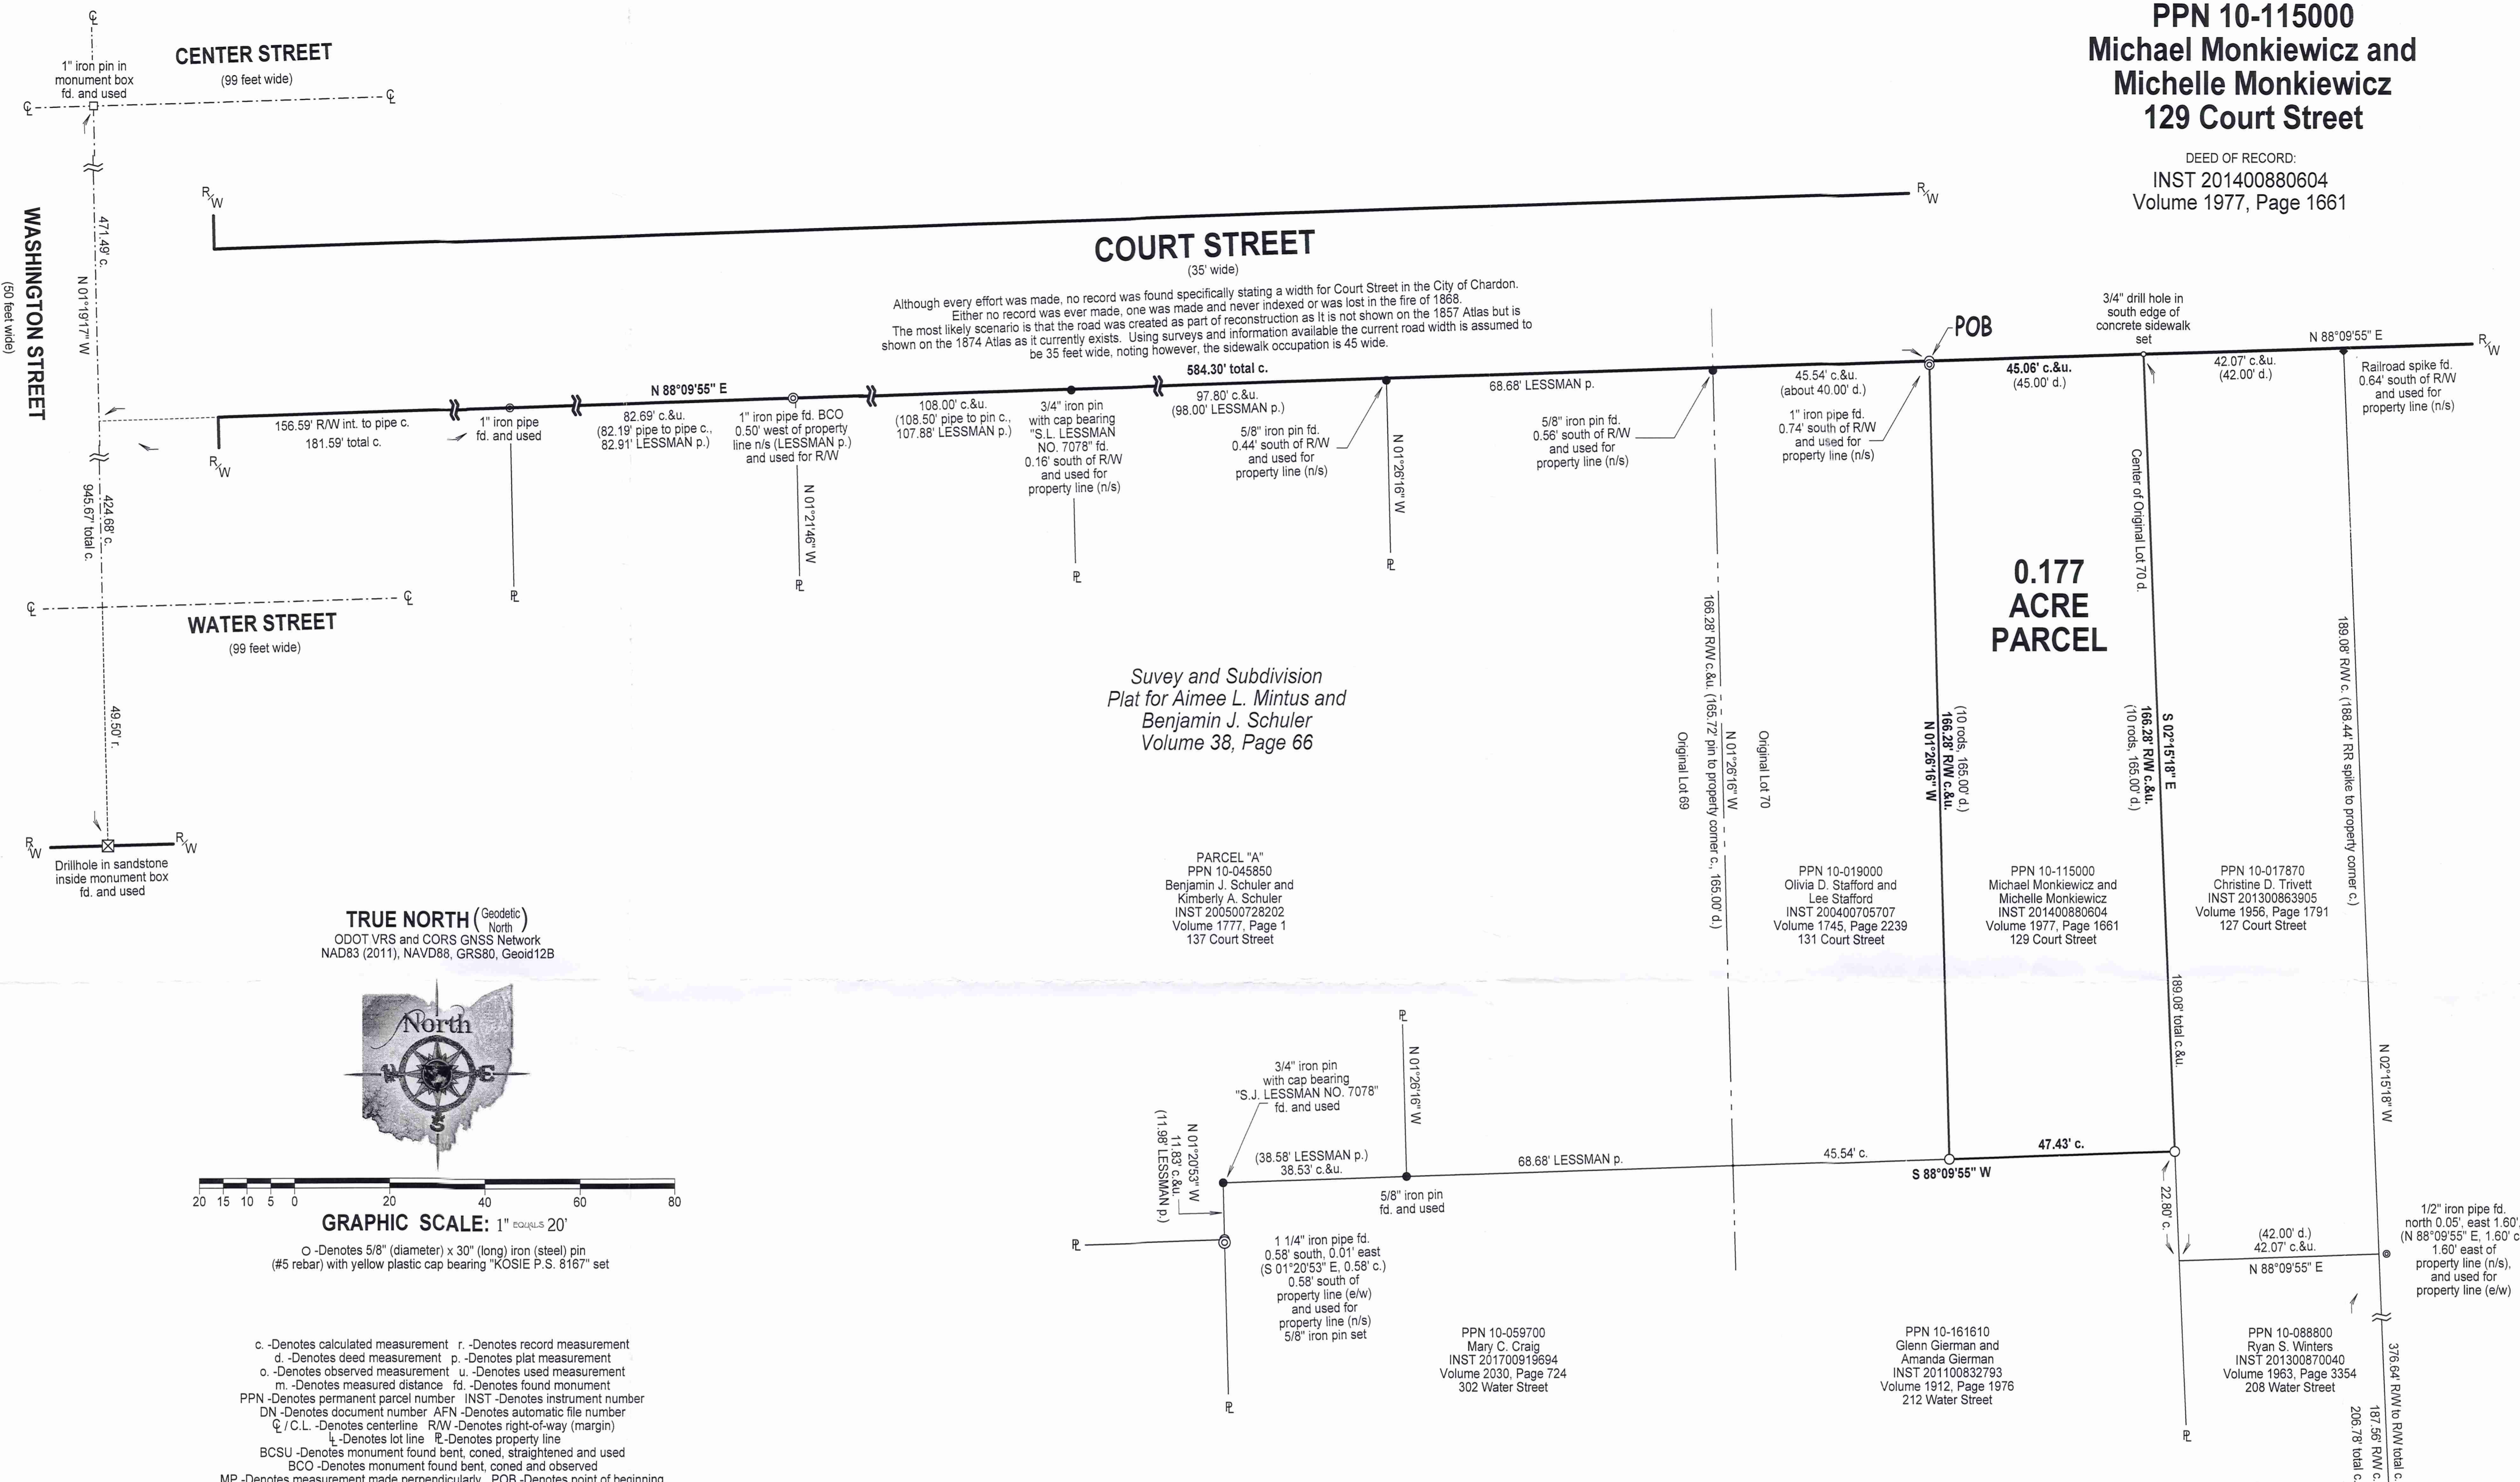 PPN 10-115000
Michael Monkiewicz and
Michelle Monkiewicz
129 Court Street
DEED OF RECORD:
INST 201400880604
Volume 1977, Page 1661
CENTER STREET
(99 feet wide)
1" iron pin in
monument box
fd. and used
WASHINGTON STREET
(50 feet wide)
471.49' c.
N 01°19'17" W
424.68' c.
945.67' total c.
49.50' r.
R/W
R/W
COURT STREET
(35' wide)
Although every effort was made, no record was found specifically stating a width for Court Street in the City of Chardon.
Either no record was ever made, one was made and never indexed or was lost in the fire of 1868.
The most likely scenario is that the road was created as part of reconstruction as It is not shown on the 1857 Atlas but is
shown on the 1874 Atlas as it currently exists. Using surveys and information available the current road width is assumed to
be 35 feet wide, noting however, the sidewalk occupation is 45 wide.
584.30' total c.
N 88°09'55" E
R/W
156.59' R/W int. to pipe c.
181.59' total c.
1" iron pipe
fd. and used
82.69' c.&u.
(82.19' pipe to pipe c.,
82.91' LESSMAN p.)
1" iron pipe fd. BCO
0.50' west of property
line n/s (LESSMAN p.)
and used for R/W
N 01°21'46" W
108.00' c.&u.
(108.50' pipe to pin c.,
107.88' LESSMAN p.)
3/4" iron pin
with cap bearing
"S.L. LESSMAN
NO. 7078" fd.
0.16' south of R/W
and used for
property line (n/s)
97.80' c.&u.
(98.00' LESSMAN p.)
5/8" iron pin fd.
0.44' south of R/W
and used for
property line (n/s)
N 01°26'16" W
68.68' LESSMAN p.
5/8" iron pin fd.
0.56' south of R/W
and used for
property line (n/s)
45.54' c.&u.
(about 40.00' d.)
1" iron pipe fd.
0.74' south of R/W
and used for
property line (n/s)
POB
45.06' c.&u.
(45.00' d.)
3/4" drill hole in
south edge of
concrete sidewalk
set
42.07' c.&u.
(42.00' d.)
N 88°09'55" E
R/W
Railroad spike fd.
0.64' south of R/W
and used for
property line (n/s)
PL
PL
PL
PL
WATER STREET
(99 feet wide)
R/W
R/W
Drillhole in sandstone
inside monument box
fd. and used
Suvey and Subdivision
Plat for Aimee L. Mintus and
Benjamin J. Schuler
Volume 38, Page 66
0.177
ACRE
PARCEL
Original Lot 69
166.28' R/W c.&u. (165.72' pin to property corner c., 165.00' d.)
N 01°26'16" W
Original Lot 70
N 01°26'16" W
166.28' R/W c.&u.
(10 rods, 165.00' d.)
Center of Original Lot 70 d.
(10 rods, 165.00' d.)
166.28' R/W c.&u.
S 02°15'18" E
189.08' R/W c. (188.44' RR spike to property corner c.)
189.08' total c.&u.
N 02°15'18" W
PARCEL "A"
PPN 10-045850
Benjamin J. Schuler and
Kimberly A. Schuler
INST 200500728202
Volume 1777, Page 1
137 Court Street
PPN 10-019000
Olivia D. Stafford and
Lee Stafford
INST 200400705707
Volume 1745, Page 2239
131 Court Street
PPN 10-115000
Michael Monkiewicz and
Michelle Monkiewicz
INST 201400880604
Volume 1977, Page 1661
129 Court Street
PPN 10-017870
Christine D. Trivett
INST 201300863905
Volume 1956, Page 1791
127 Court Street
TRUE NORTH (Geodetic North)
ODOT VRS and CORS GNSS Network
NAD83 (2011), NAVD88, GRS80, Geoid12B
North
W
E
S
20 15 10 5 0 20 40 60 80
GRAPHIC SCALE: 1" EQUALS 20'
O -Denotes 5/8" (diameter) x 30" (long) iron (steel) pin
(#5 rebar) with yellow plastic cap bearing "KOSIE P.S. 8167" set
c. -Denotes calculated measurement r. -Denotes record measurement
d. -Denotes deed measurement p. -Denotes plat measurement
o. -Denotes observed measurement u. -Denotes used measurement
m. -Denotes measured distance fd. -Denotes found monument
PPN -Denotes permanent parcel number INST -Denotes instrument number
DN -Denotes document number AFN -Denotes automatic file number
CL / C.L. -Denotes centerline R/W -Denotes right-of-way (margin)
LL -Denotes lot line PL -Denotes property line
BCSU -Denotes monument found bent, coned, straightened and used
BCO -Denotes monument found bent, coned and observed
MP -Denotes measurement made perpendicularly POB -Denotes point of beginning
3/4" iron pin
with cap bearing
"S.J. LESSMAN NO. 7078"
fd. and used
PL
N 01°26'16" W
N 01°20'53" W
11.83' c.&u.
(11.98' LESSMAN p.)
(38.58' LESSMAN p.)
38.53' c.&u.
5/8" iron pin
fd. and used
68.68' LESSMAN p.
45.54' c.
S 88°09'55" W
47.43' c.
22.80' c.
PL
1 1/4" iron pipe fd.
0.58' south, 0.01' east
(S 01°20'53" E, 0.58' c.)
0.58' south of
property line (e/w)
and used for
property line (n/s)
5/8" iron pin set
PL
(42.00' d.)
42.07' c.&u.
N 88°09'55" E
1/2" iron pipe fd.
north 0.05', east 1.60'
(N 88°09'55" E, 1.60' c
1.60' east of
property line (n/s),
and used for
property line (e/w)
PPN 10-059700
Mary C. Craig
INST 201700919694
Volume 2030, Page 724
302 Water Street
PPN 10-161610
Glenn Gierman and
Amanda Gierman
INST 201100832793
Volume 1912, Page 1976
212 Water Street
PL
PPN 10-088800
Ryan S. Winters
INST 201300870040
Volume 1963, Page 3354
208 Water Street
376.64' R/W to R/W total c.
187.56' R/W c.
206.78' total c.